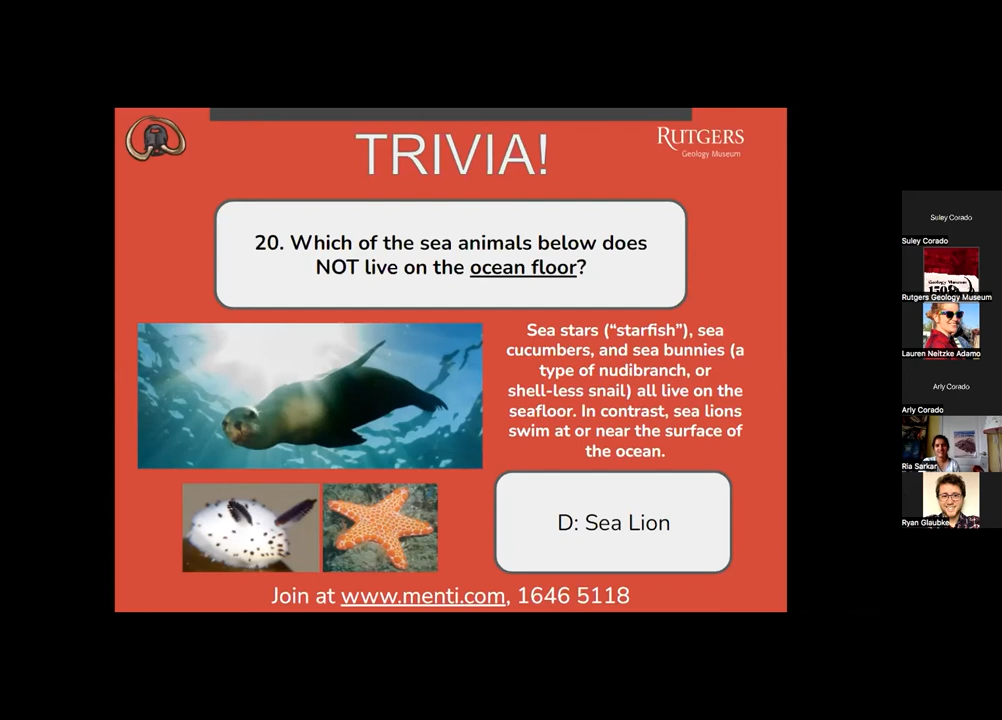 TRIVIA!
RUTGERS
Geology Museum
20. Which of the sea animals below does
NOT live on the ocean floor?
Sea stars (“starfish”), sea
cucumbers, and sea bunnies (a
type of nudibranch, or
shell-less snail) all live on the
seafloor. In contrast, sea lions
swim at or near the surface of
the ocean.
D: Sea Lion
Join at www.menti.com, 1646 5118
Suley Corado
Suley Corado
Geology Museum
Rutgers Geology Museum
Lauren Neitzke Adamo
Arly Corado
Arly Corado
Ria Sarkar
Ryan Glaubke